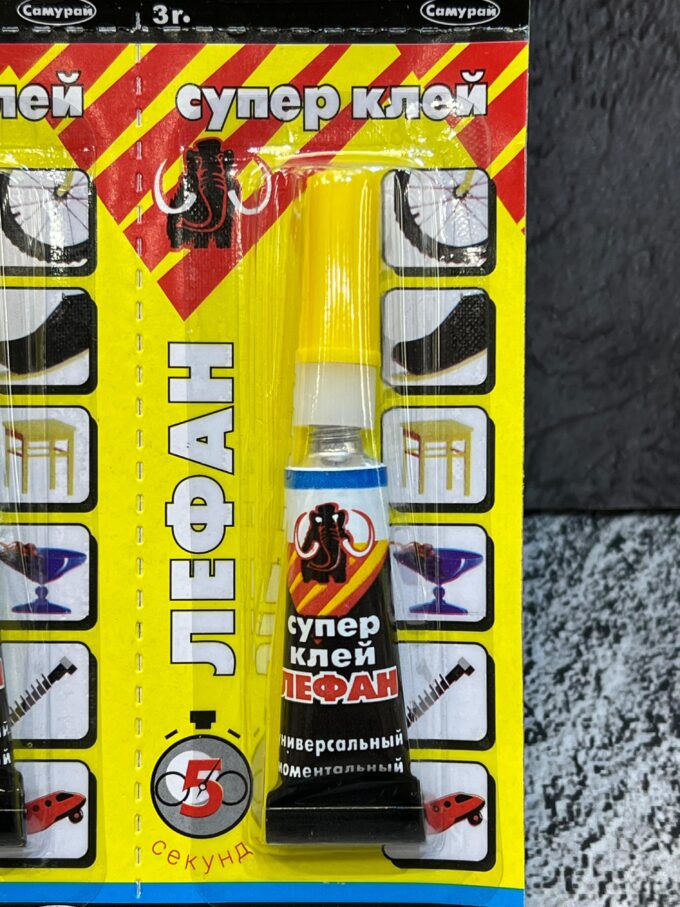 Самурай
3г.
Самурай
лей
супер клей
ЛЕФАН
супер
клей
ЛЕФАН
универсальный
моментальный
5
секунд